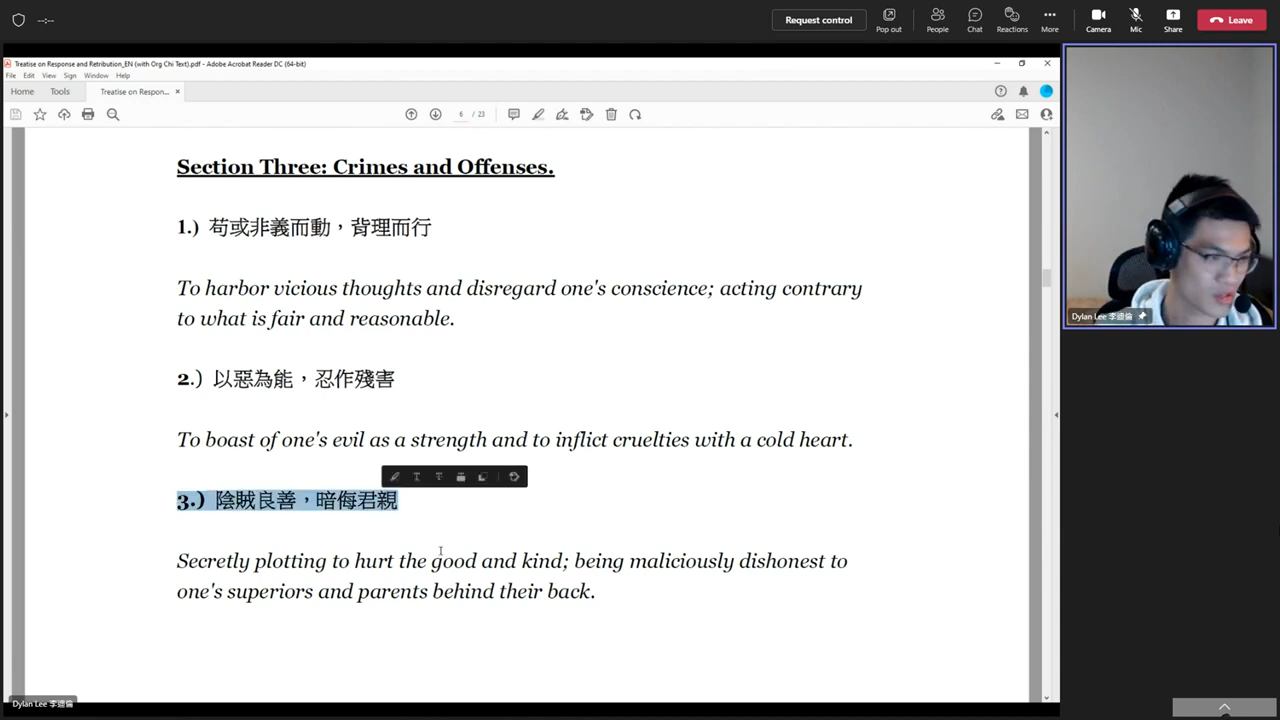 --:--
Request control
Pop out
People
Chat
Reactions
More
Camera
Mic
Share
Leave
Treatise on Response and Retribution_EN (with Org Chi Text).pdf - Adobe Acrobat Reader DC (64-bit)
File Edit View Sign Window Help
Home Tools Treatise on Respon... ×
6 / 23
Section Three: Crimes and Offenses.
1.) 苟或非義而動，背理而行
To harbor vicious thoughts and disregard one's conscience; acting contrary
to what is fair and reasonable.
2.) 以惡為能，忍作殘害
To boast of one's evil as a strength and to inflict cruelties with a cold heart.
3.) 陰賊良善，暗侮君親
Secretly plotting to hurt the good and kind; being maliciously dishonest to
one's superiors and parents behind their back.
Dylan Lee 李迪倫
Dylan Lee 李迪倫